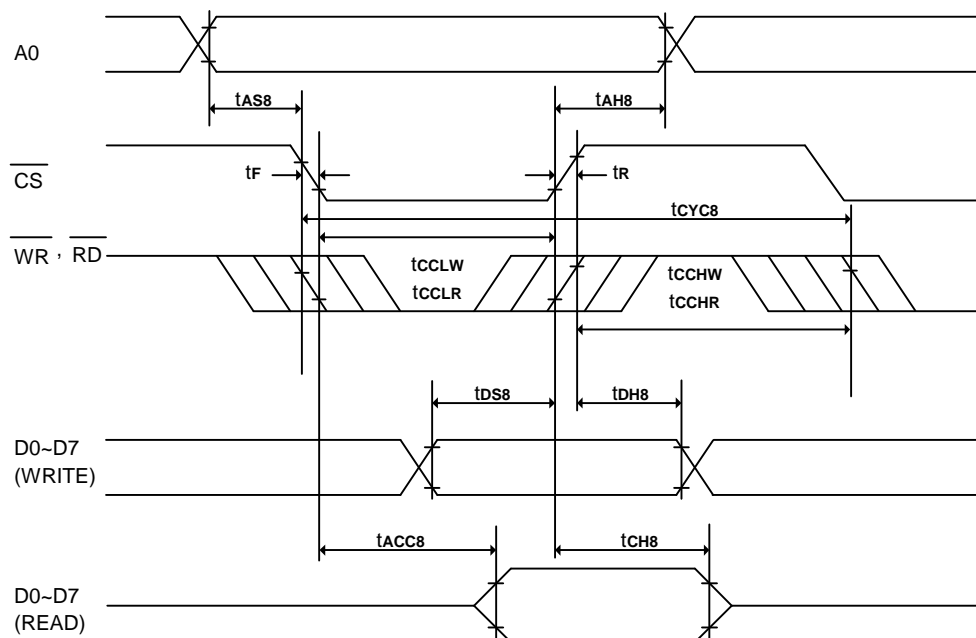 A0
tAS8
tAH8
CS
tF
tR
tCYC8
WR , RD
tCCLW
tCCHW
tCCLR
tCCHR
tDS8
tDH8
D0~D7
(WRITE)
tACC8
tCH8
D0~D7
(READ)